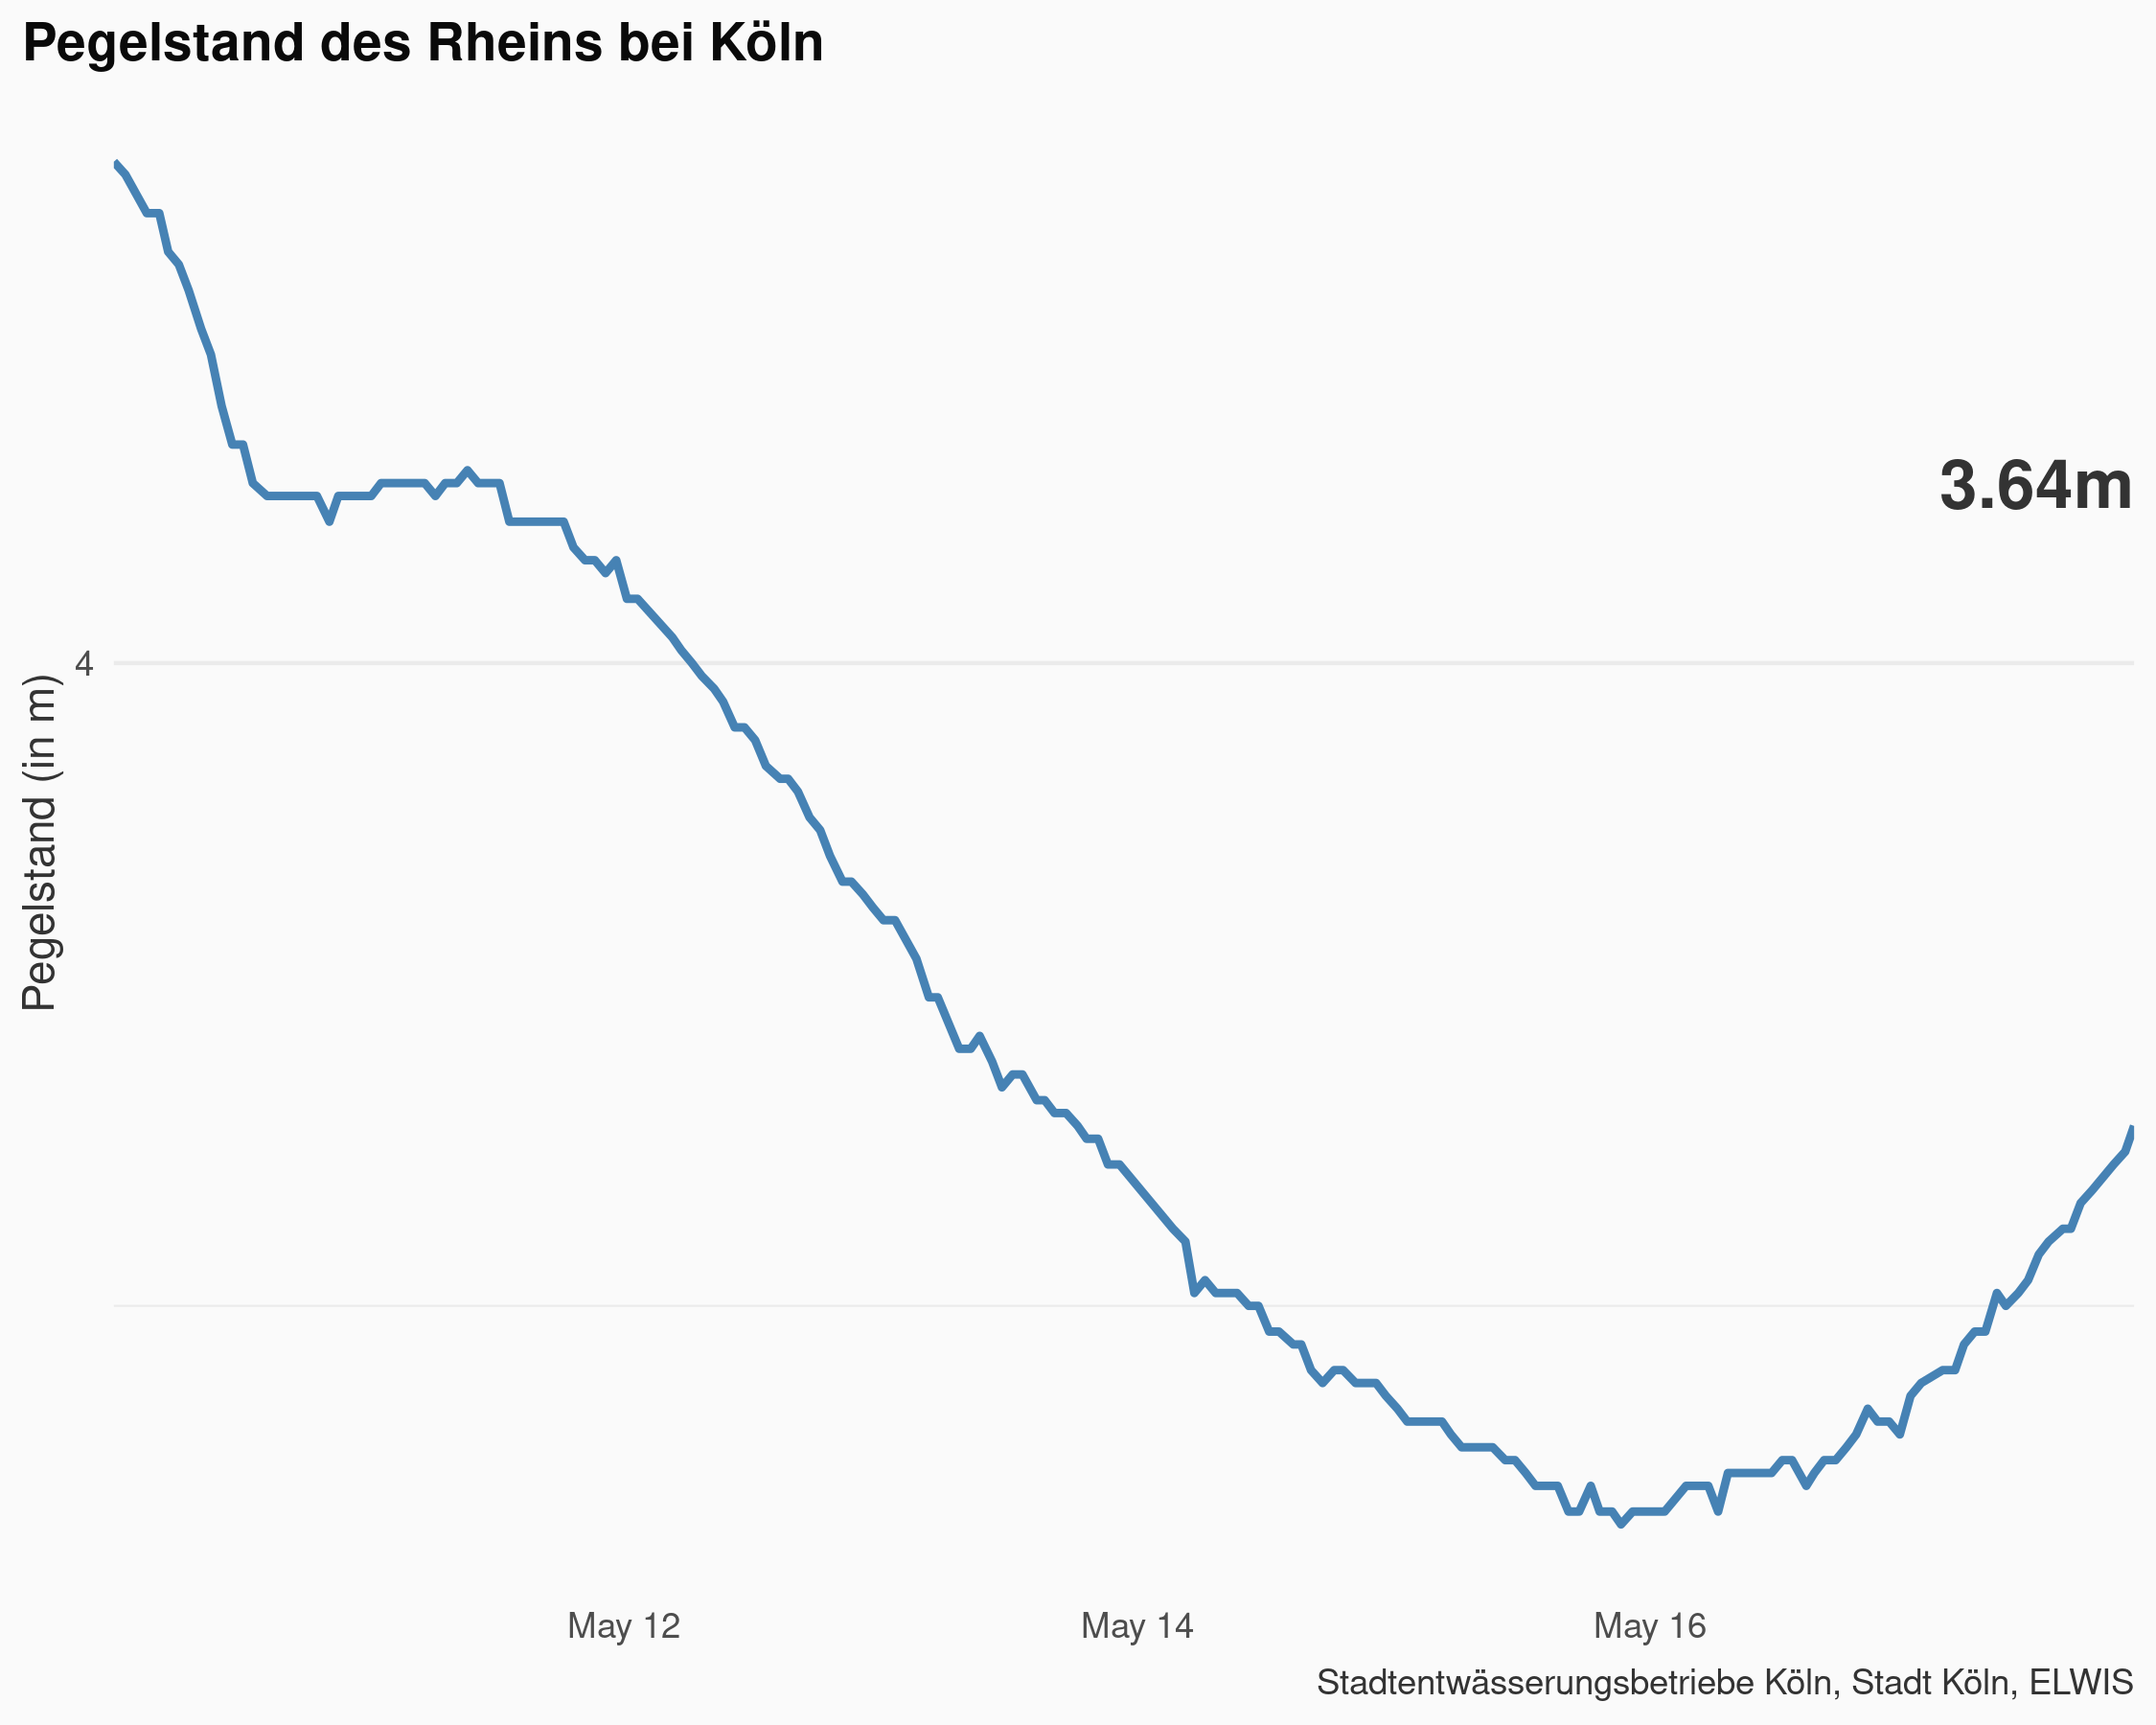 Pegelstand des Rheins bei Köln
3.64m
4
Pegelstand (in m)
May 12
May 14
May 16
Stadtentwässerungsbetriebe Köln, Stadt Köln, ELWIS